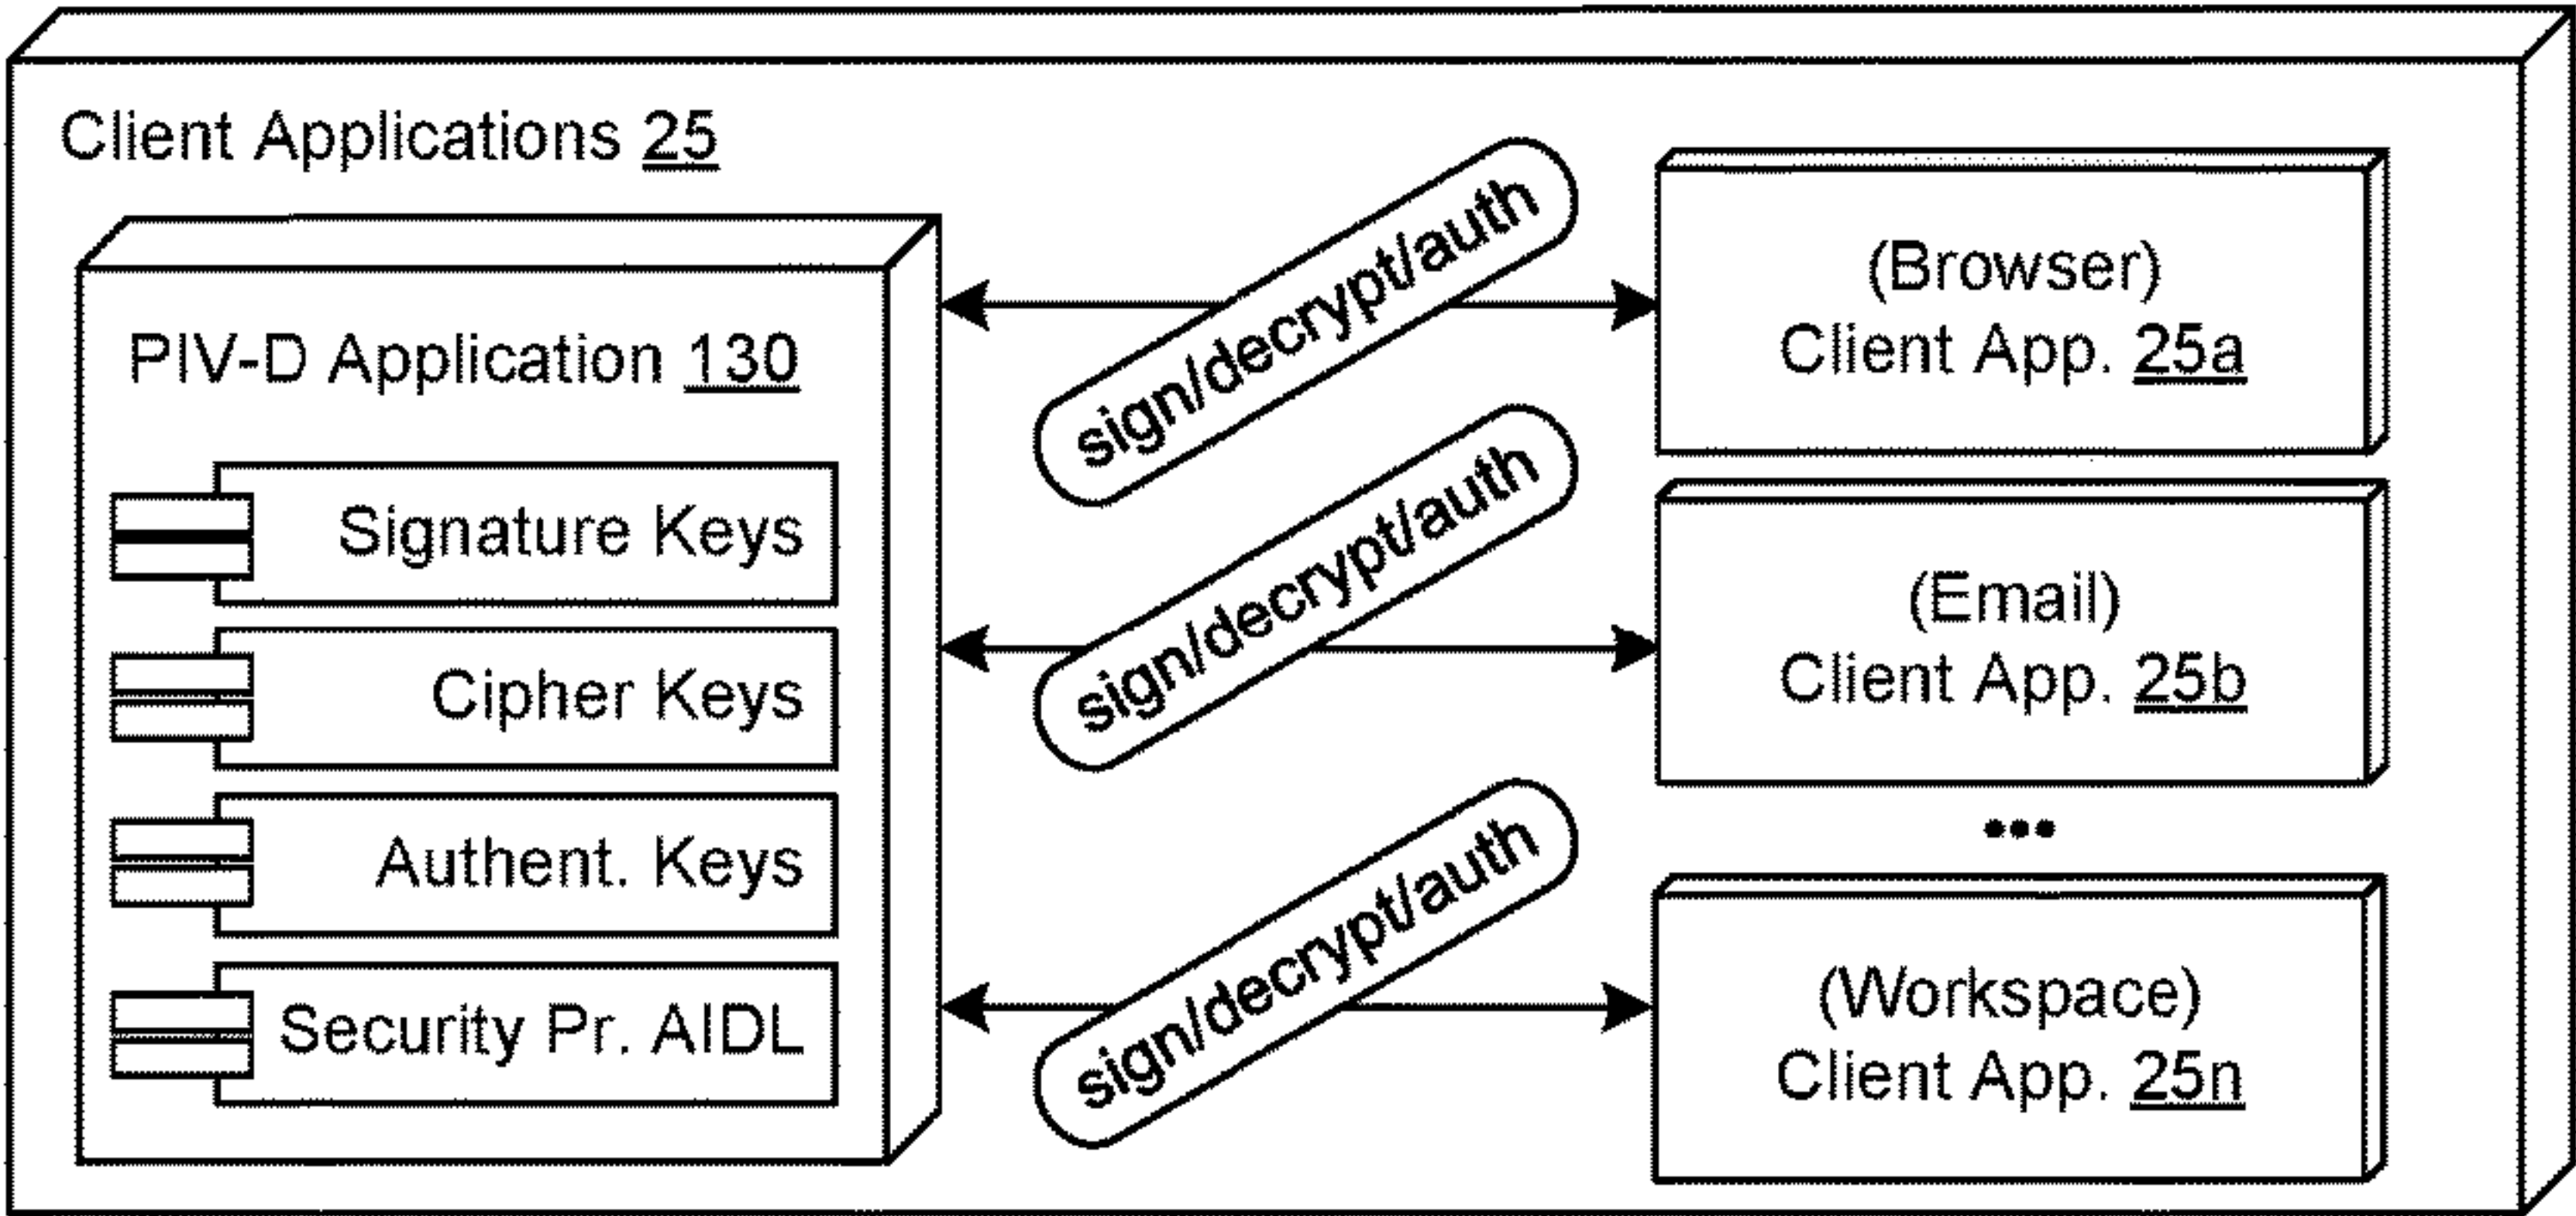 Client Applications 25
PIV-D Application 130
Signature Keys
Cipher Keys
Authent. Keys
Security Pr. AIDL
sign/decrypt/auth
sign/decrypt/auth
sign/decrypt/auth
(Browser)
Client App. 25a
(Email)
Client App. 25b
•••
(Workspace)
Client App. 25n